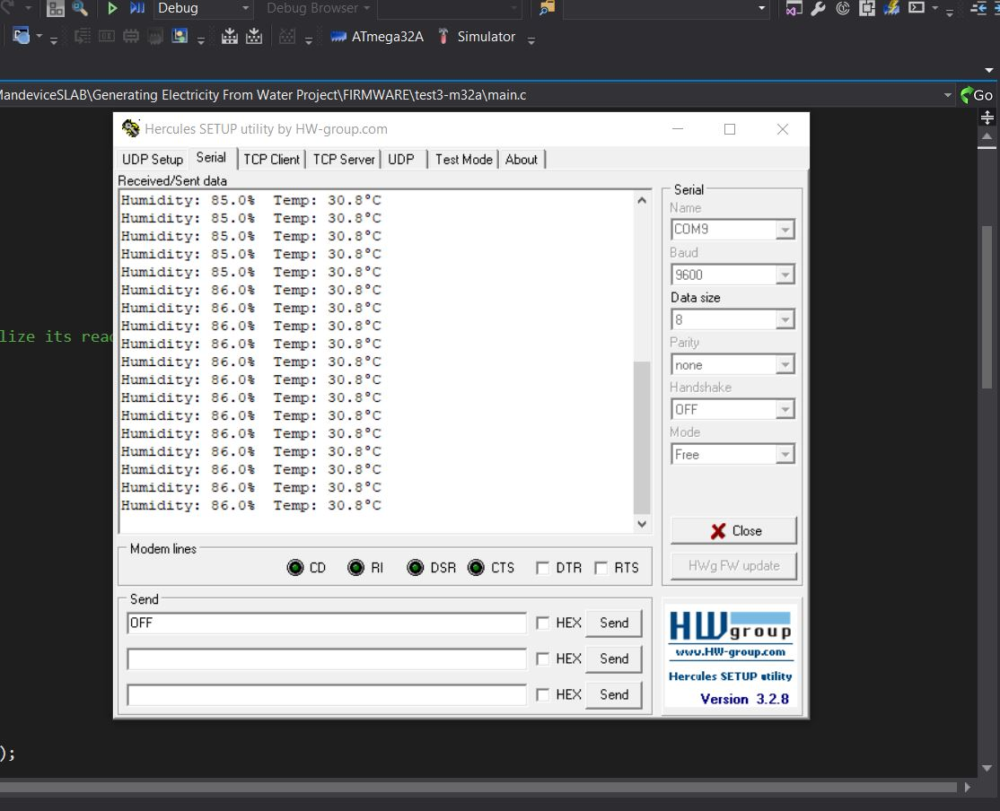 Debug
Debug Browser
ATmega32A
Simulator
MandeviceSLAB\Generating Electricity From Water Project\FIRMWARE\test3-m32a\main.c
Go
Hercules SETUP utility by HW-group.com
UDP Setup
Serial
TCP Client
TCP Server
UDP
Test Mode
About
Received/Sent data
Humidity: 85.0%  Temp: 30.8°C
Humidity: 85.0%  Temp: 30.8°C
Humidity: 85.0%  Temp: 30.8°C
Humidity: 85.0%  Temp: 30.8°C
Humidity: 85.0%  Temp: 30.8°C
Humidity: 86.0%  Temp: 30.8°C
Humidity: 86.0%  Temp: 30.8°C
Humidity: 86.0%  Temp: 30.8°C
Humidity: 86.0%  Temp: 30.8°C
Humidity: 86.0%  Temp: 30.8°C
Humidity: 86.0%  Temp: 30.8°C
Humidity: 86.0%  Temp: 30.8°C
Humidity: 86.0%  Temp: 30.8°C
Humidity: 86.0%  Temp: 30.8°C
Humidity: 86.0%  Temp: 30.8°C
Humidity: 86.0%  Temp: 30.8°C
Humidity: 86.0%  Temp: 30.8°C
Humidity: 86.0%  Temp: 30.8°C
Serial
Name
COM9
Baud
9600
Data size
8
Parity
none
Handshake
OFF
Mode
Free
Close
HWg FW update
Modem lines
CD
RI
DSR
CTS
DTR
RTS
Send
OFF
HEX
Send
HEX
Send
HEX
Send
HW group
www.HW-group.com
Hercules SETUP utility
Version 3.2.8
lize its rea
);